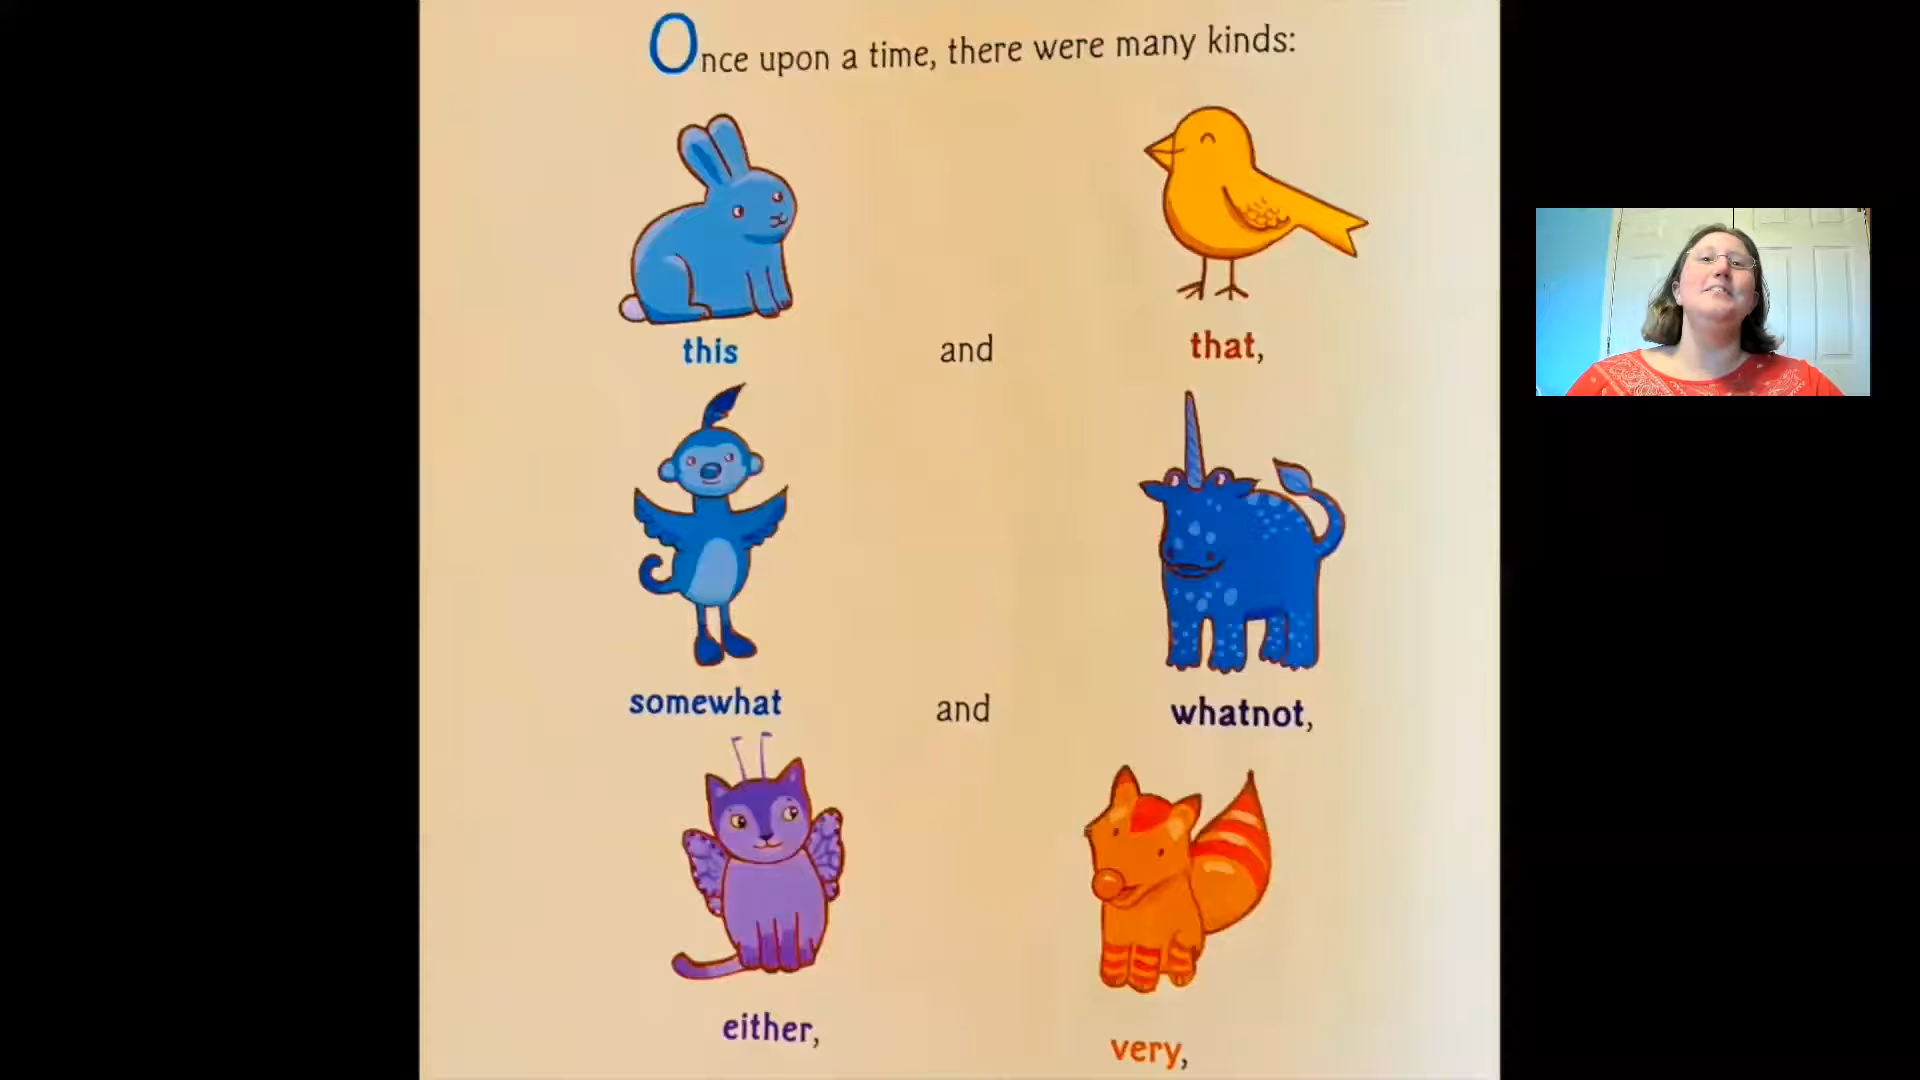 Once upon a time, there were many kinds:
this and that,
somewhat and whatnot,
either, very,